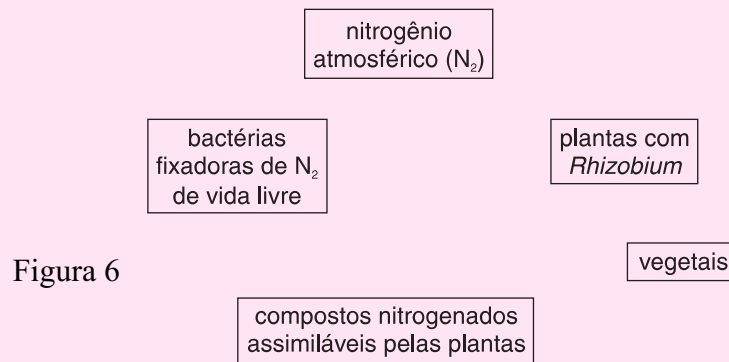 nitrogênio
atmosférico (N₂)
bactérias
fixadoras de N₂
de vida livre
plantas com
Rhizobium
Figura 6
vegetais
compostos nitrogenados
assimiláveis pelas plantas